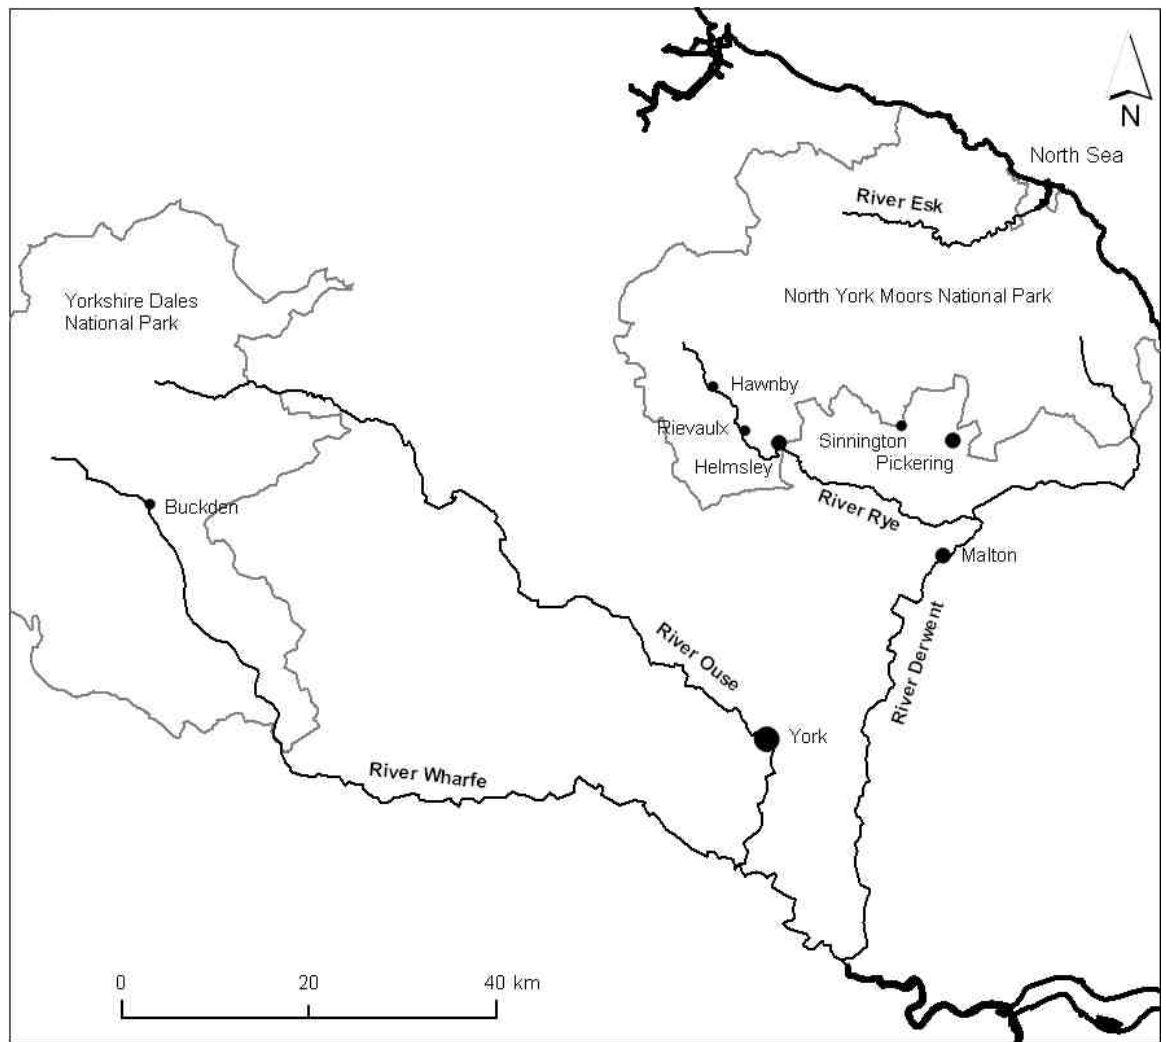 N
North Sea
River Esk
Yorkshire Dales
National Park
North York Moors National Park
Hawnby
Rievaulx
Sinnington
Helmsley
Pickering
River Rye
Buckden
Malton
River Ouse
River Derwent
York
River Wharfe
0 20 40 km